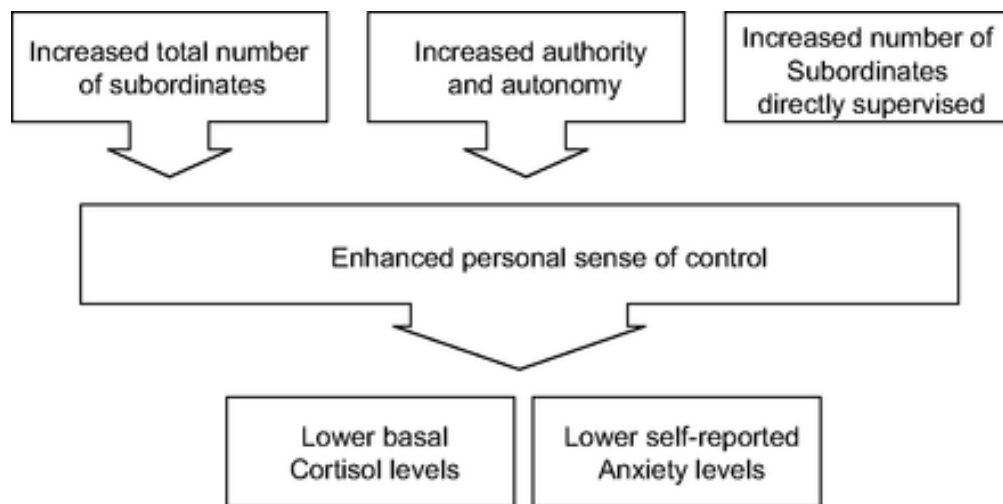 Increased total number
of subordinates
Increased authority
and autonomy
Increased number of
Subordinates
directly supervised
Enhanced personal sense of control
Lower basal
Cortisol levels
Lower self-reported
Anxiety levels